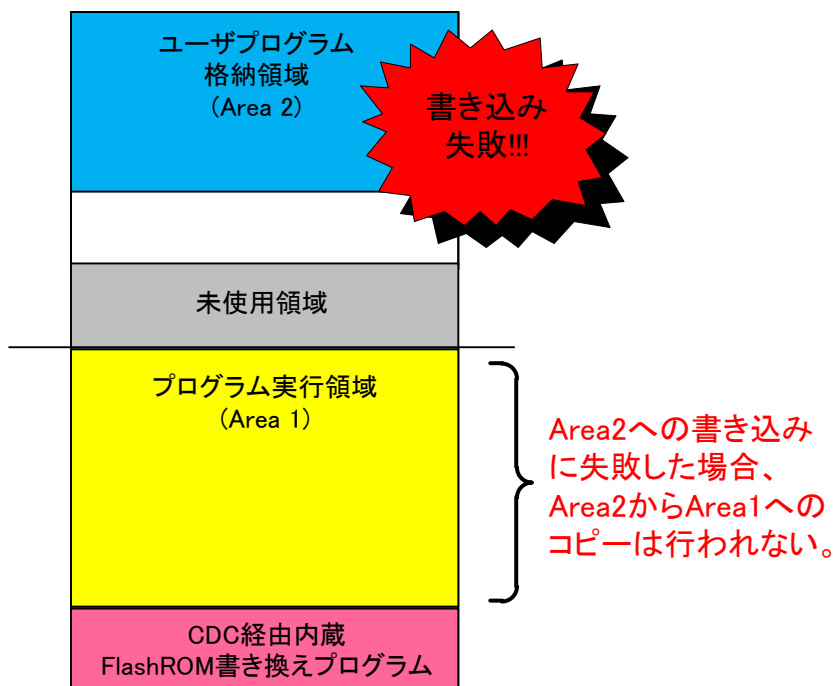 ユーザプログラム
格納領域
(Area 2)
書き込み
失敗!!!
未使用領域
プログラム実行領域
(Area 1)
Area2への書き込み
に失敗した場合、
Area2からArea1への
コピーは行われない。
CDC経由内蔵
FlashROM書き換えプログラム